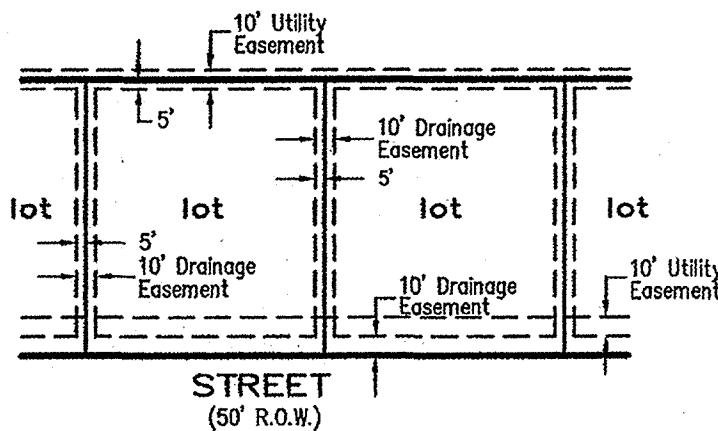 10' Utility
Easement
5'
10' Drainage
Easement
5'
lot
lot
lot
lot
5'
10' Drainage
Easement
10' Drainage
Easement
10' Utility
Easement
STREET
(50' R.O.W.)